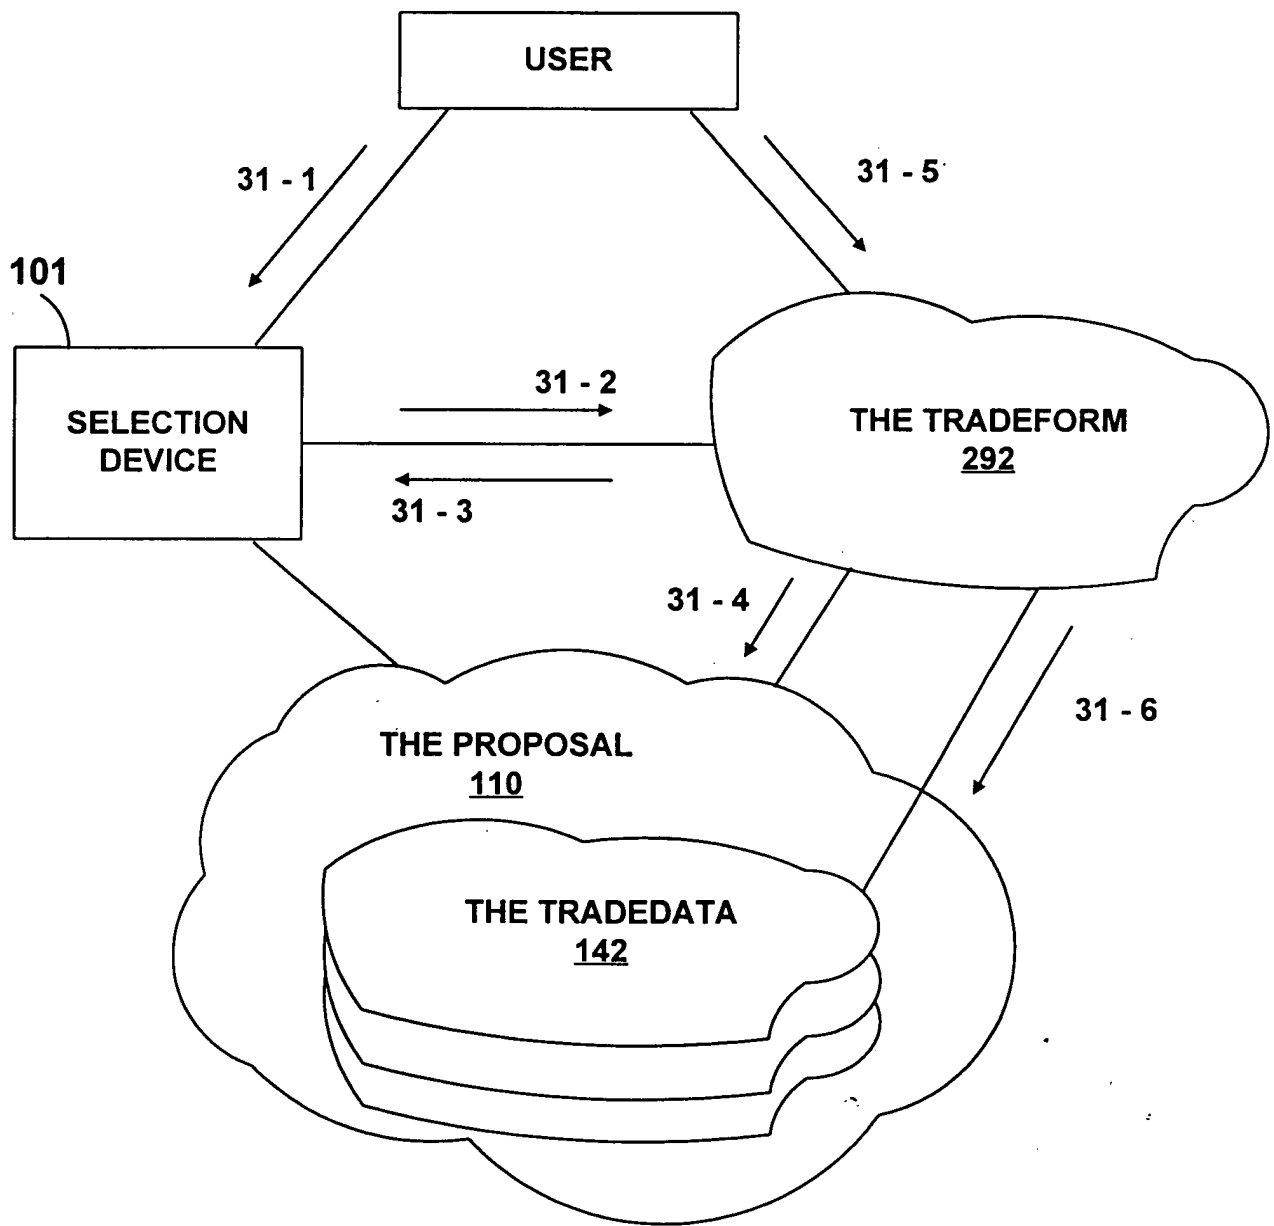 USER
31 - 1
31 - 5
101
31 - 2
SELECTION
DEVICE
THE TRADEFORM
292
31 - 3
31 - 4
31 - 6
THE PROPOSAL
110
THE TRADEDATA
142